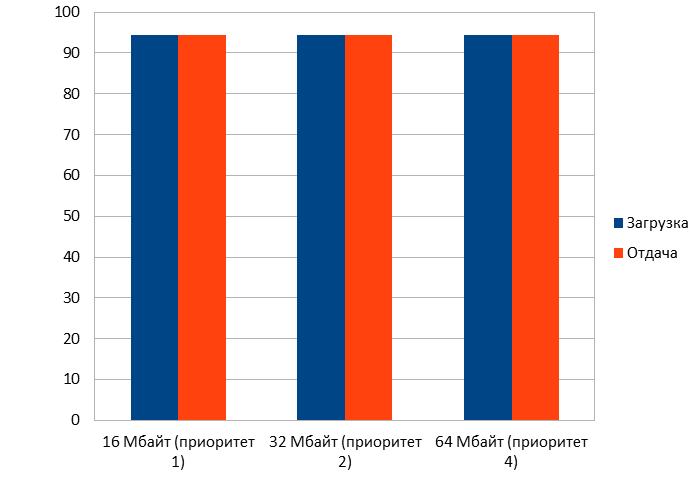 100
90
80
70
60
50
40
30
20
10
0
16 Мбайт (приоритет
1)
32 Мбайт (приоритет
2)
64 Мбайт (приоритет
4)
Загрузка
Отдача